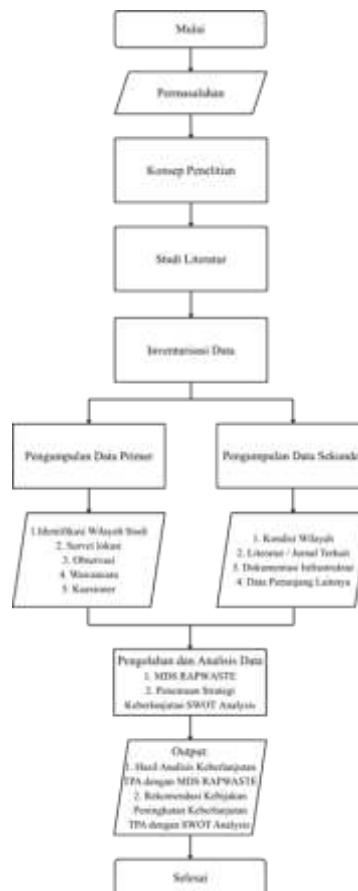 Mulai
Permasalahan
Konsep Penelitian
Studi Literatur
Inventarisasi Data
Pengumpulan Data Primer
Pengumpulan Data Sekunder
1.Identifikasi Wilayah Studi
2. Survei lokasi
3. Observasi
4. Wawancara
5. Kuesioner
1. Kondisi Wilayah
2. Literatur / Jurnal Terkait
3. Dokumentasi Infrastruktur
4. Data Penunjang Lainnya
Pengolahan dan Analisis Data
1. MDS RAPWASTE
2. Penentuan Strategi
Keberlanjutan SWOT Analysis
Output:
1. Hasil Analisis Keberlanjutan
TPA dengan MDS RAPWASTE
2. Rekomendasi Kebijakan
Peningkatan Keberlanjutan
TPA dengan SWOT Analysis
Selesai